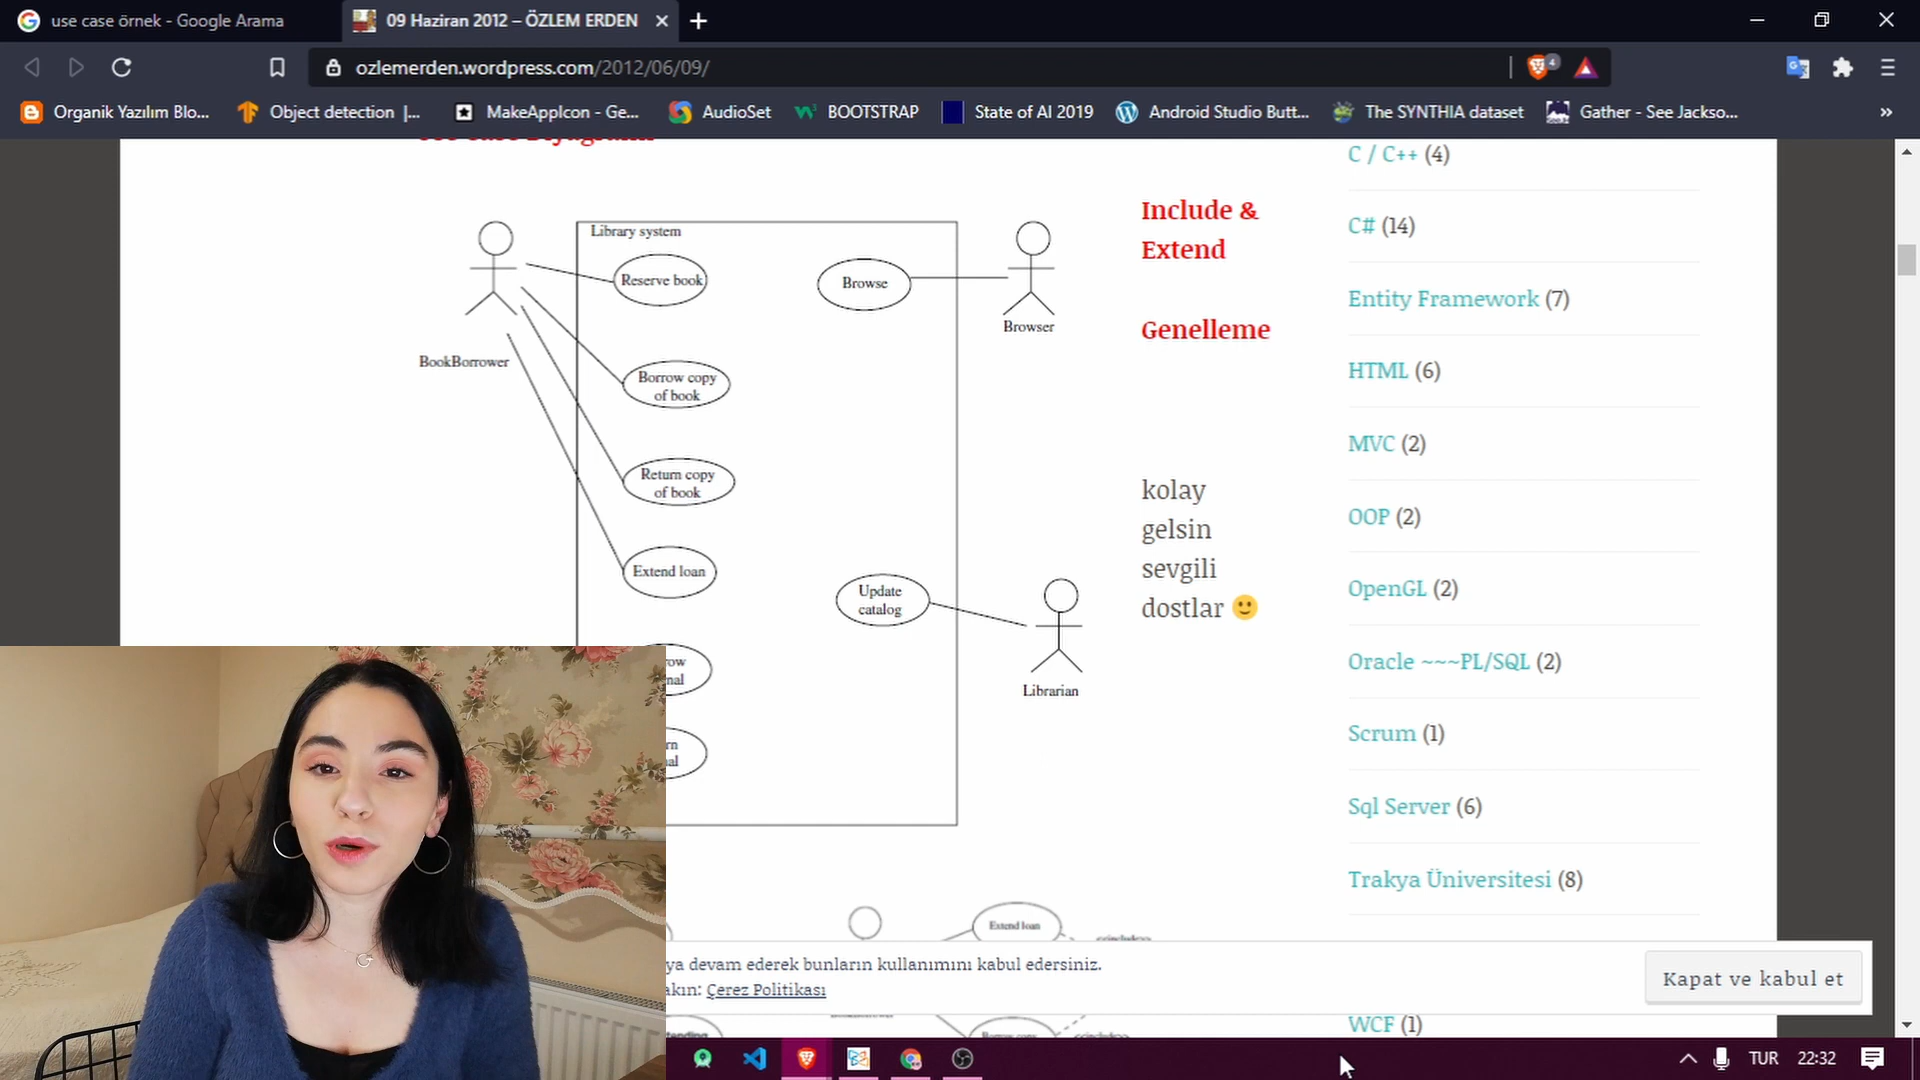 use case örnek - Google Arama
09 Haziran 2012 – ÖZLEM ERDEN
ozlemerden.wordpress.com/2012/06/09/
4
Organik Yazılım Blo...
Object detection |...
MakeAppIcon - Ge...
AudioSet
BOOTSTRAP
State of AI 2019
Android Studio Butt...
The SYNTHIA dataset
Gather - See Jackso...
Library system
Reserve book
Browse
Browser
BookBorrower
Borrow copy
of book
Return copy
of book
Extend loan
Update
catalog
Librarian
Include &
Extend
Genelleme
kolay
gelsin
sevgili
dostlar 🙂
C / C++ (4)
C# (14)
Entity Framework (7)
HTML (6)
MVC (2)
OOP (2)
OpenGL (2)
Oracle ~~~PL/SQL (2)
Scrum (1)
Sql Server (6)
Trakya Üniversitesi (8)
WCF (1)
Extend loan
ya devam ederek bunların kullanımını kabul edersiniz.
akın: Çerez Politikası
Kapat ve kabul et
TUR
22:32